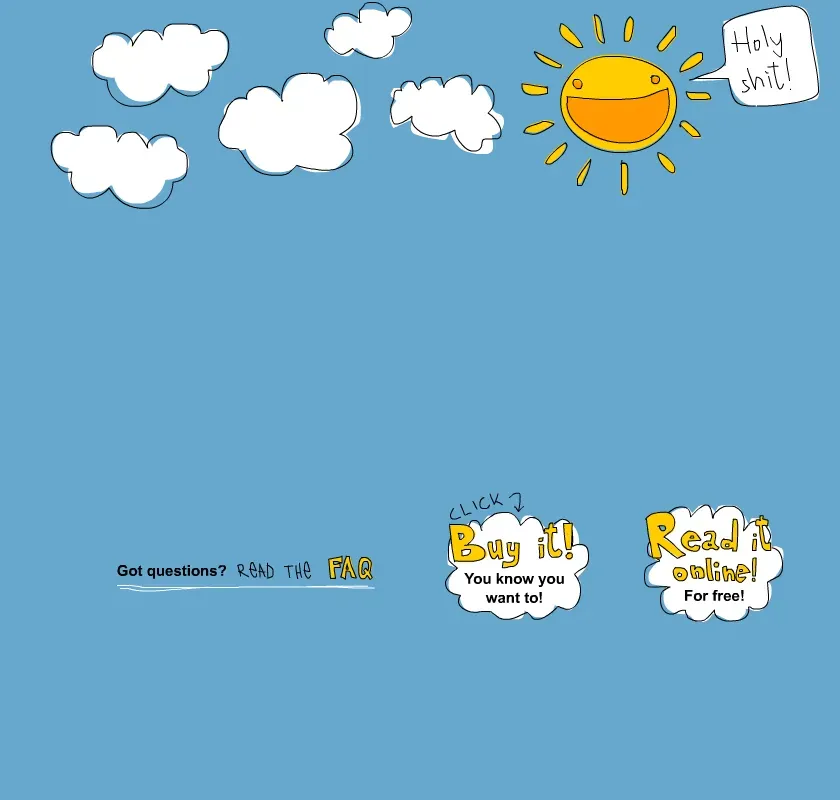 Holy
shit!
CLICK
Buy it!
You know you
want to!
Read it
online!
For free!
Got questions? READ THE FAQ